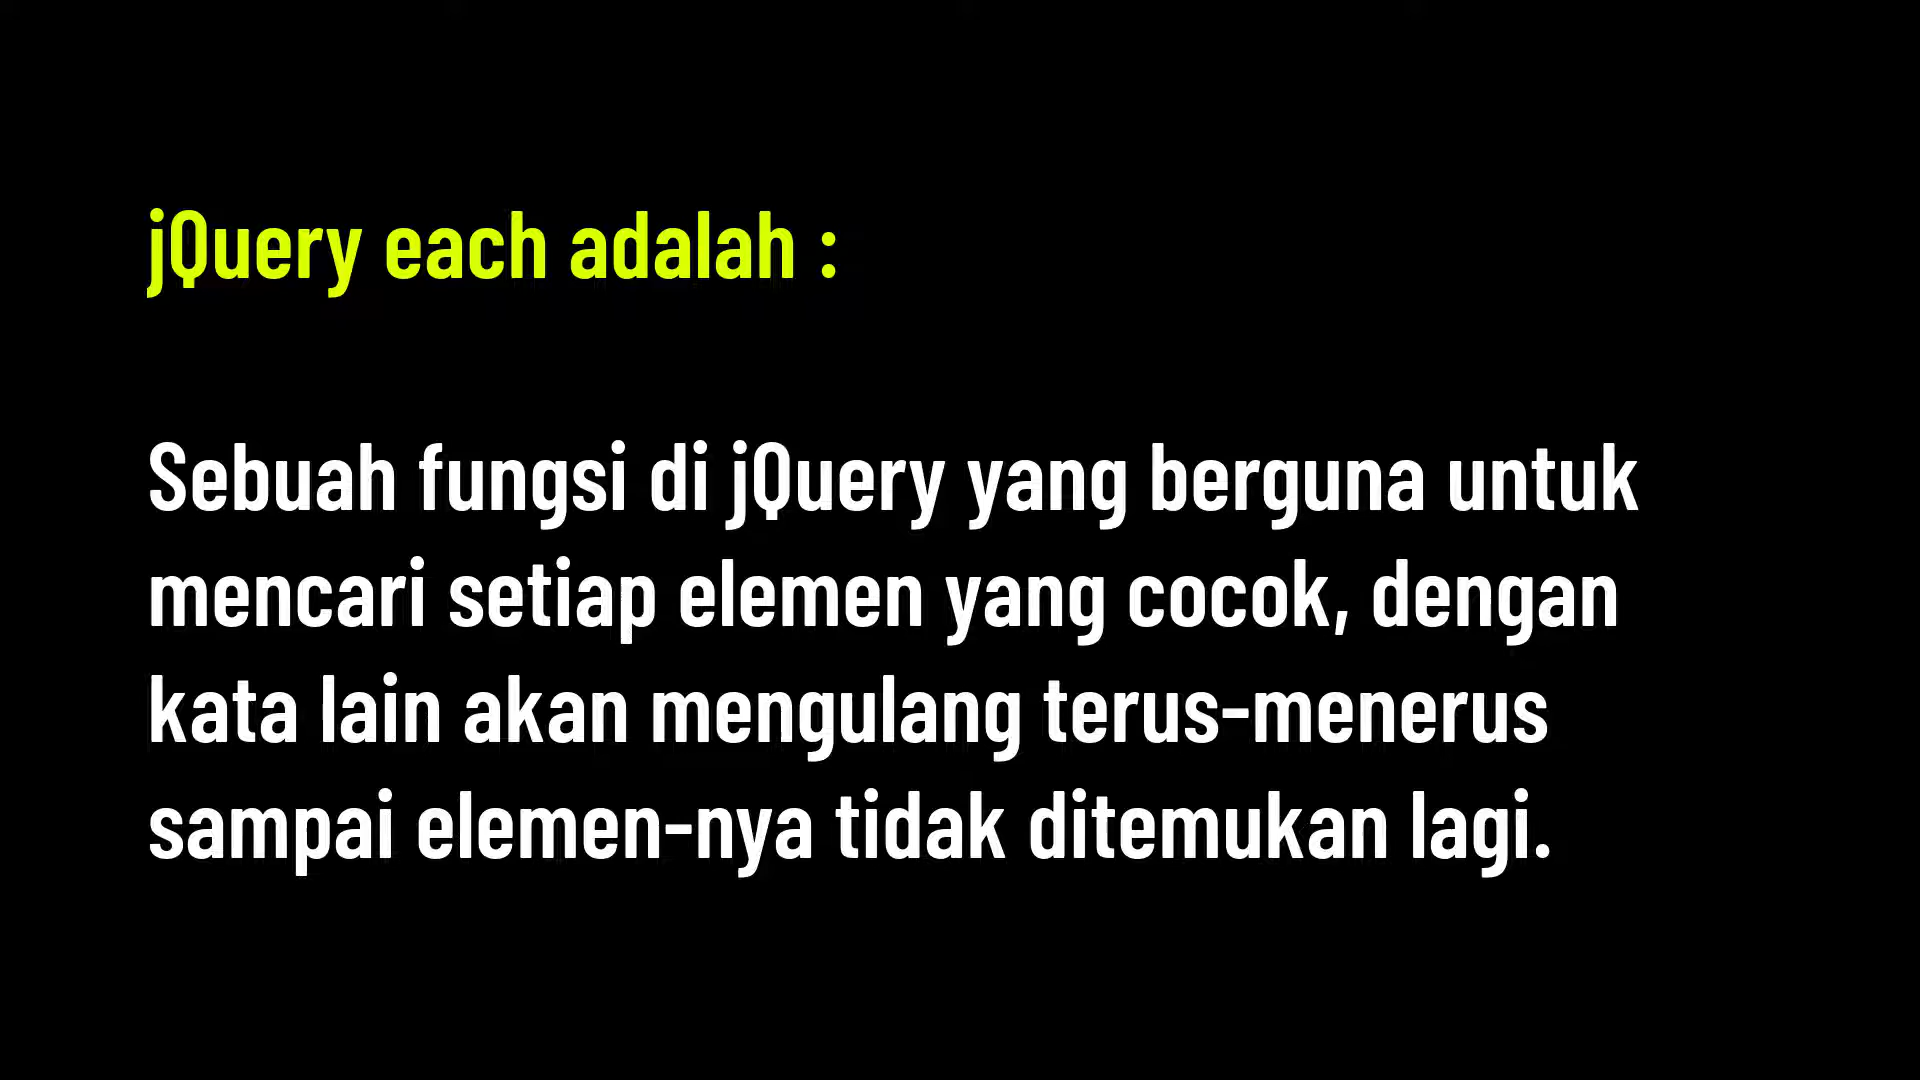 jQuery each adalah :
Sebuah fungsi di jQuery yang berguna untuk
mencari setiap elemen yang cocok, dengan
kata lain akan mengulang terus-menerus
sampai elemen-nya tidak ditemukan lagi.